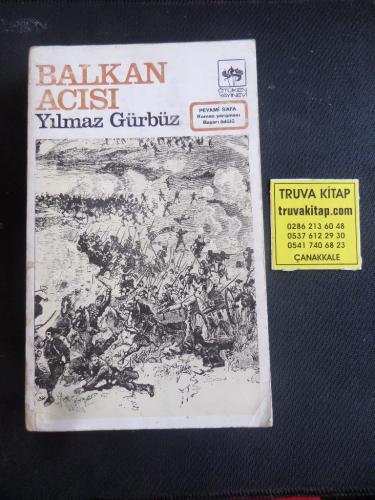 BALKAN
ACISI
Yılmaz Gürbüz
ÖTÜKEN
YAYINEVİ
PEYAMİ SAFA
Roman yarışması
Başarı ödülü
TRUVA KİTAP
truvakitap.com
0286 213 60 48
0537 612 29 30
0541 740 68 23
ÇANAKKALE